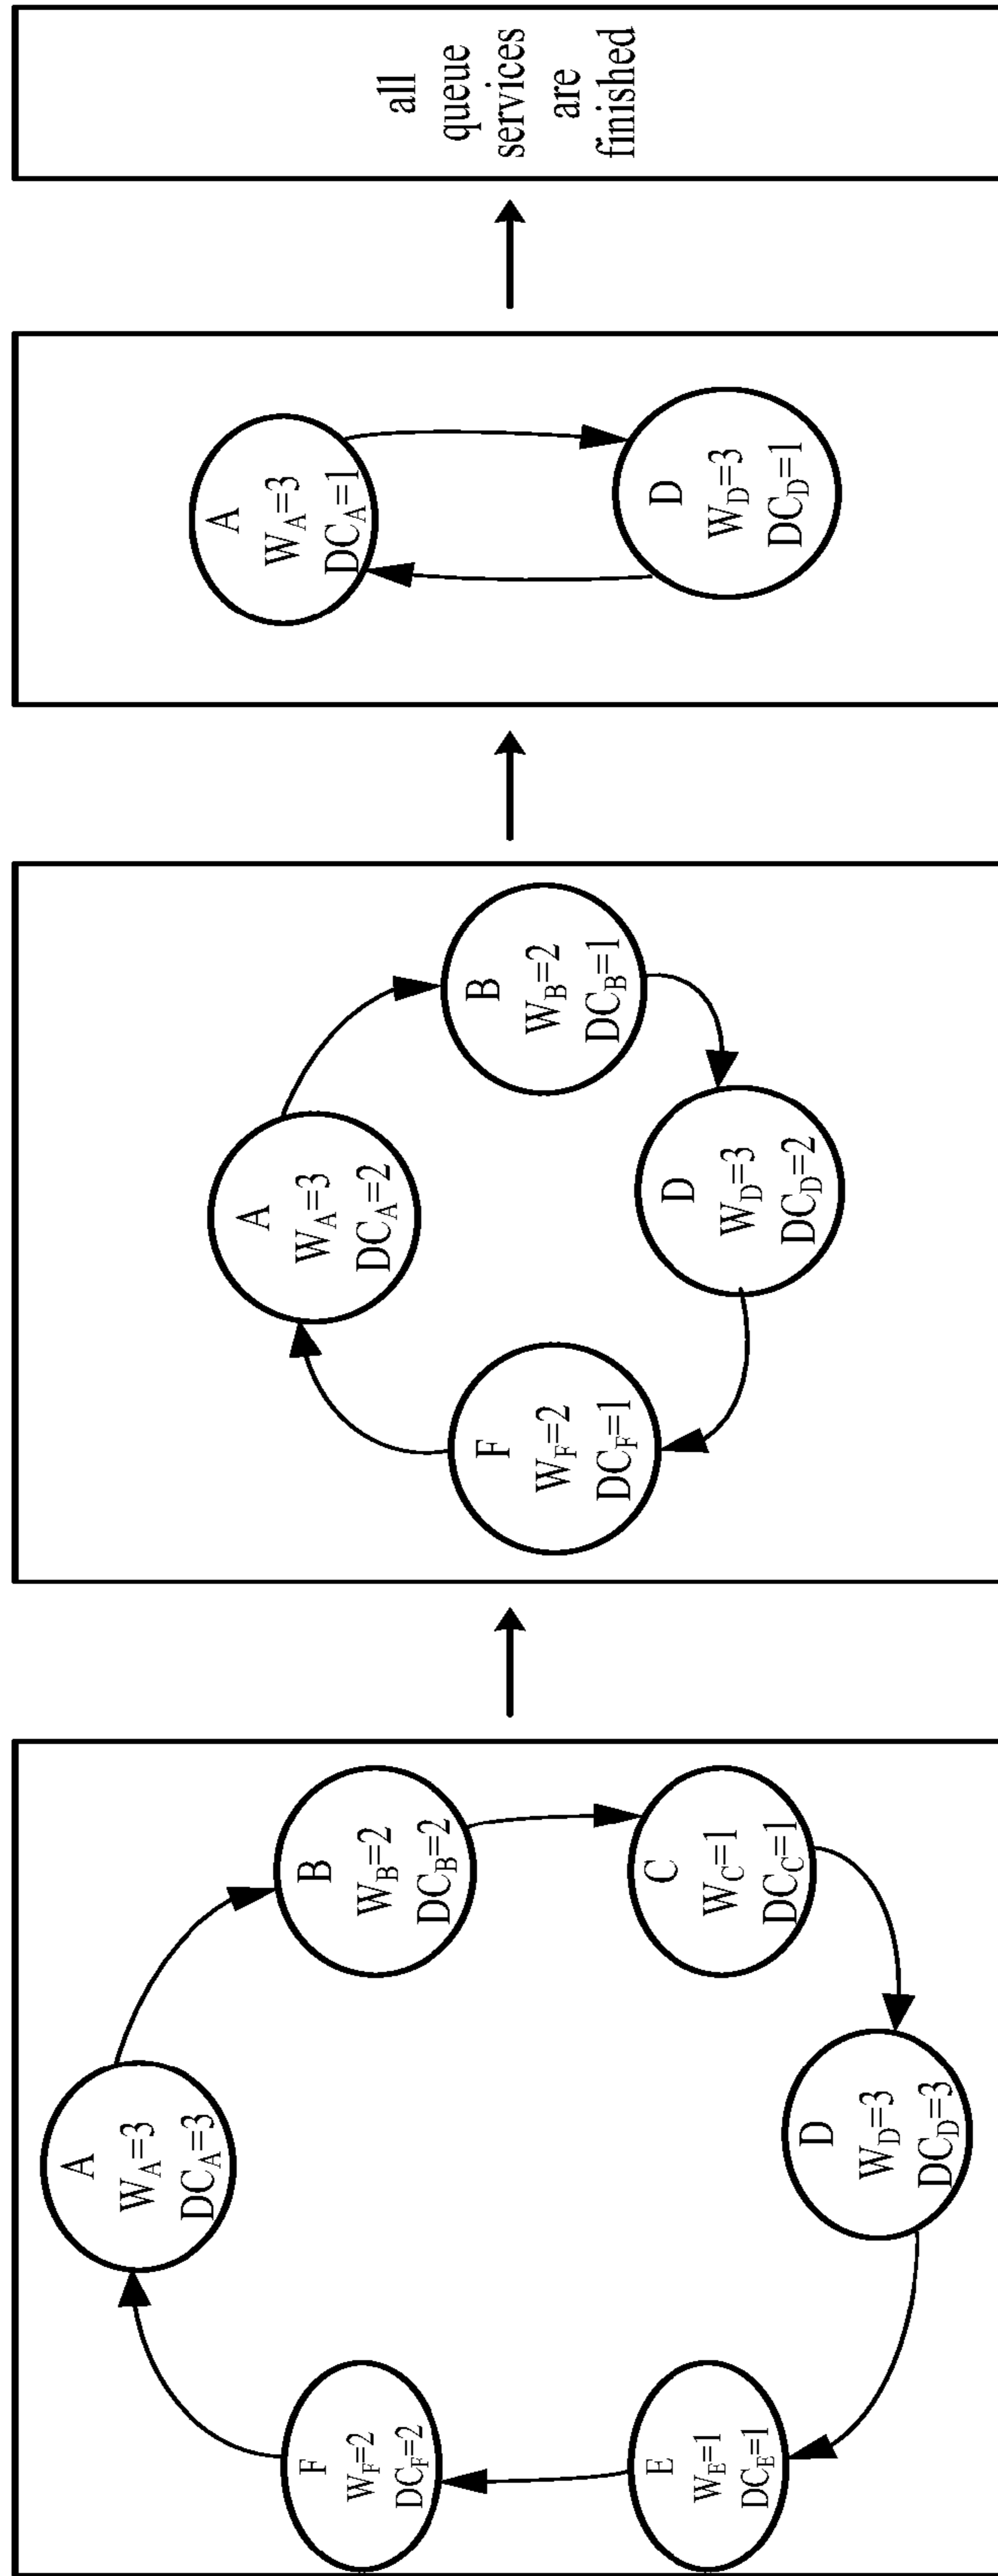 A
W_A=3
DC_A=3
B
W_B=2
DC_B=2
C
W_C=1
DC_C=1
D
W_D=3
DC_D=3
E
W_E=1
DC_E=1
F
W_F=2
DC_F=2
A
W_A=3
DC_A=2
B
W_B=2
DC_B=1
D
W_D=3
DC_D=2
F
W_F=2
DC_F=1
A
W_A=3
DC_A=1
D
W_D=3
DC_D=1
all
queue
services
are
finished